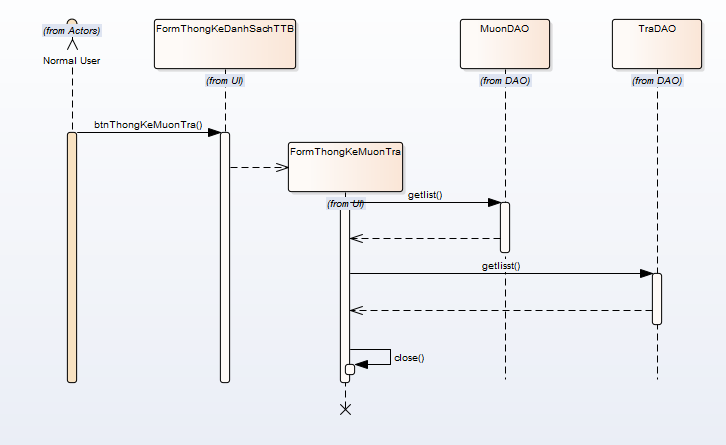 (from Actors)
Normal User
FormThongKeDanhSachTTB
(from UI)
MuonDAO
(from DAO)
TraDAO
(from DAO)
btnThongKeMuonTra()
FormThongKeMuonTra
(from UI)
getlist()
getlisst()
close()